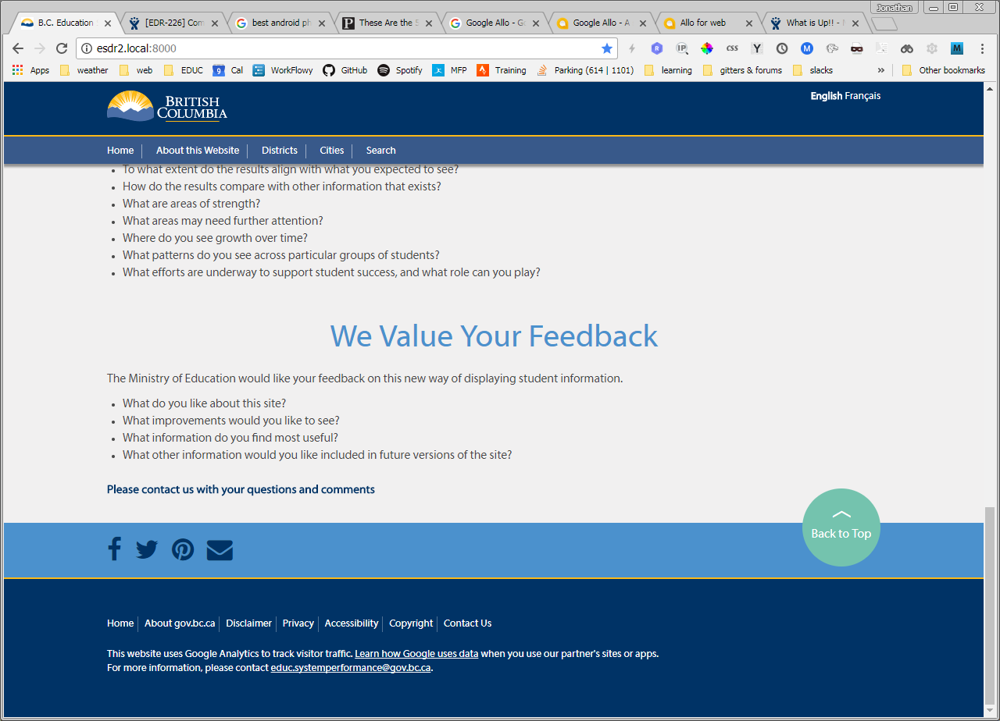 Jonathan
B.C. Education
[EDR-226] Com
best android ph
These Are the
Google Allo - Go
Google Allo - A
Allo for web
What is Up!! -
esdr2.local:8000
IP
CSS
Y
M
M
Apps
weather
web
EDUC
9
Cal
WorkFlowy
GitHub
Spotify
MFP
Training
Parking (614 | 1101)
learning
gitters & forums
slacks
»
Other bookmarks
BRITISH
COLUMBIA
English Français
Home
About this Website
Districts
Cities
Search
To what extent do the results align with what you expected to see?
How do the results compare with other information that exists?
What are areas of strength?
What areas may need further attention?
Where do you see growth over time?
What patterns do you see across particular groups of students?
What efforts are underway to support student success, and what role can you play?
We Value Your Feedback
The Ministry of Education would like your feedback on this new way of displaying student information.
What do you like about this site?
What improvements would you like to see?
What information do you find most useful?
What other information would you like included in future versions of the site?
Please contact us with your questions and comments
Back to Top
Home
About gov.bc.ca
Disclaimer
Privacy
Accessibility
Copyright
Contact Us
This website uses Google Analytics to track visitor traffic. Learn how Google uses data when you use our partner's sites or apps.
For more information, please contact educ.systemperformance@gov.bc.ca.